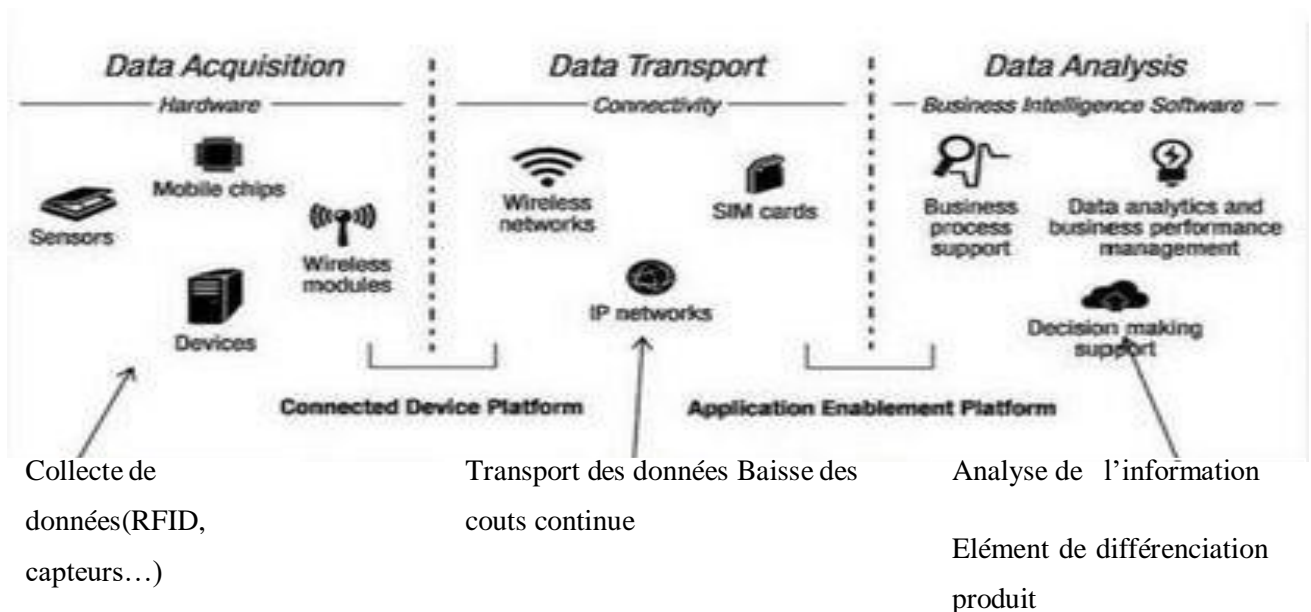 Data Acquisition
Hardware
Mobile chips
Sensors
Wireless
modules
Devices
Data Transport
Connectivity
Wireless
networks
SIM cards
IP networks
Data Analysis
Business Intelligence Software
Business
process
support
Data analytics and
business performance
management
Decision making
support
Connected Device Platform
Application Enablement Platform
Collecte de
données(RFID,
capteurs…)
Transport des données Baisse des
couts continue
Analyse de l’information
Elément de différenciation
produit